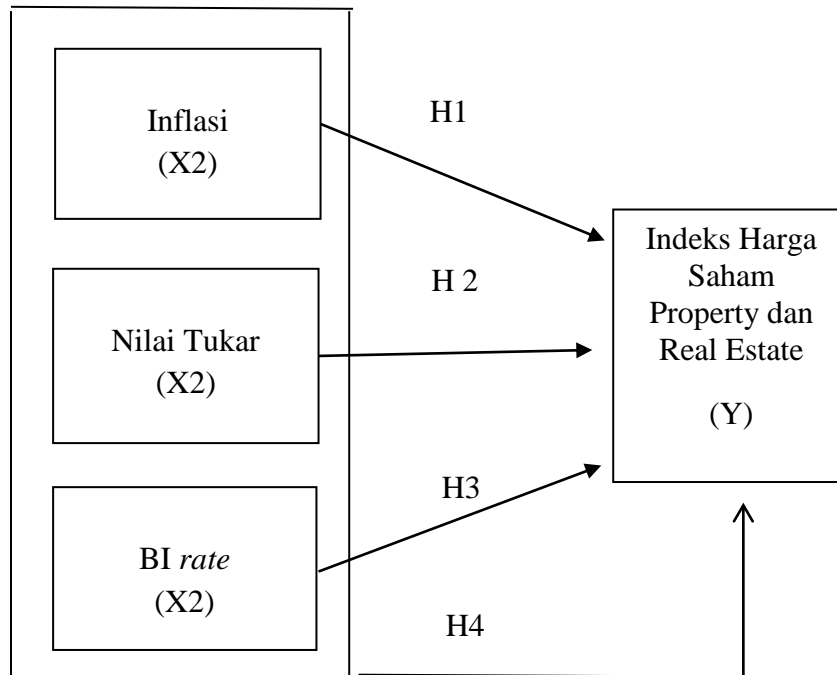 Inflasi
(X2)
H1
Nilai Tukar
(X2)
H 2
BI rate
(X2)
H3
H4
Indeks Harga
Saham
Property dan
Real Estate
(Y)